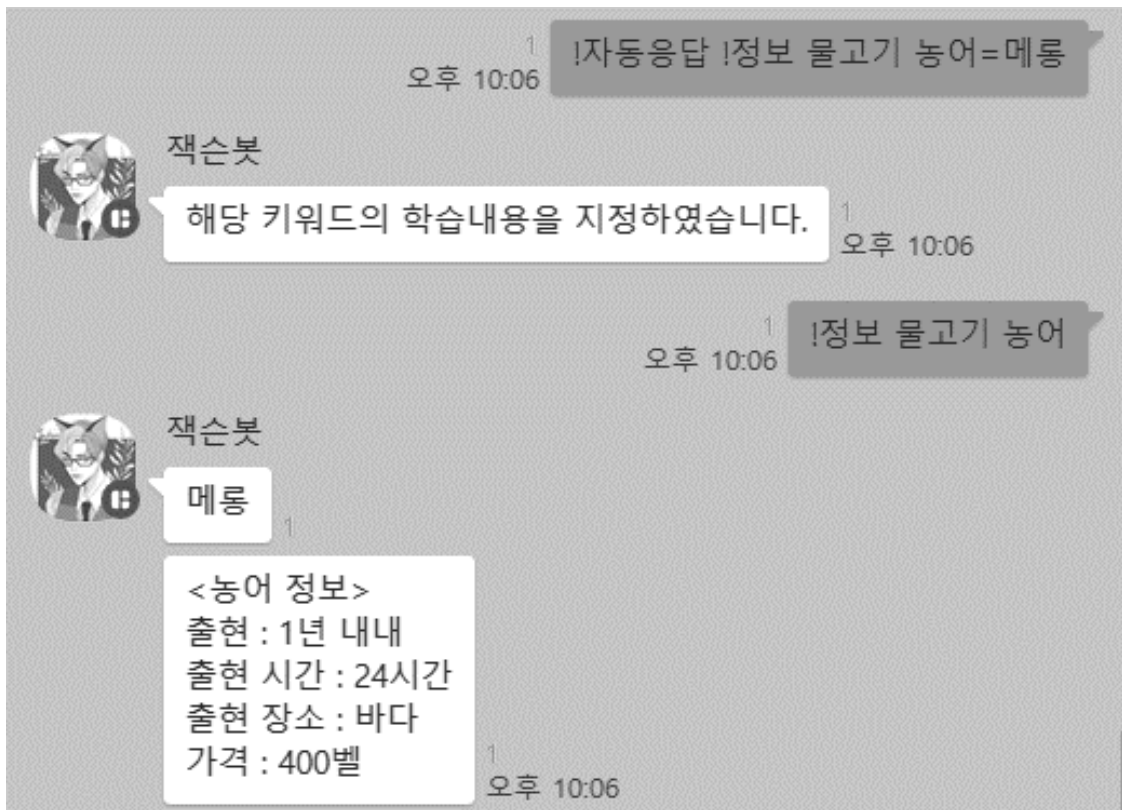 !자동응답 !정보 물고기 농어=메롱
1
오후 10:06
잭슨봇
해당 키워드의 학습내용을 지정하였습니다.
1
오후 10:06
!정보 물고기 농어
1
오후 10:06
잭슨봇
메롱
1
<농어 정보>
출현 : 1년 내내
출현 시간 : 24시간
출현 장소 : 바다
가격 : 400벨
1
오후 10:06